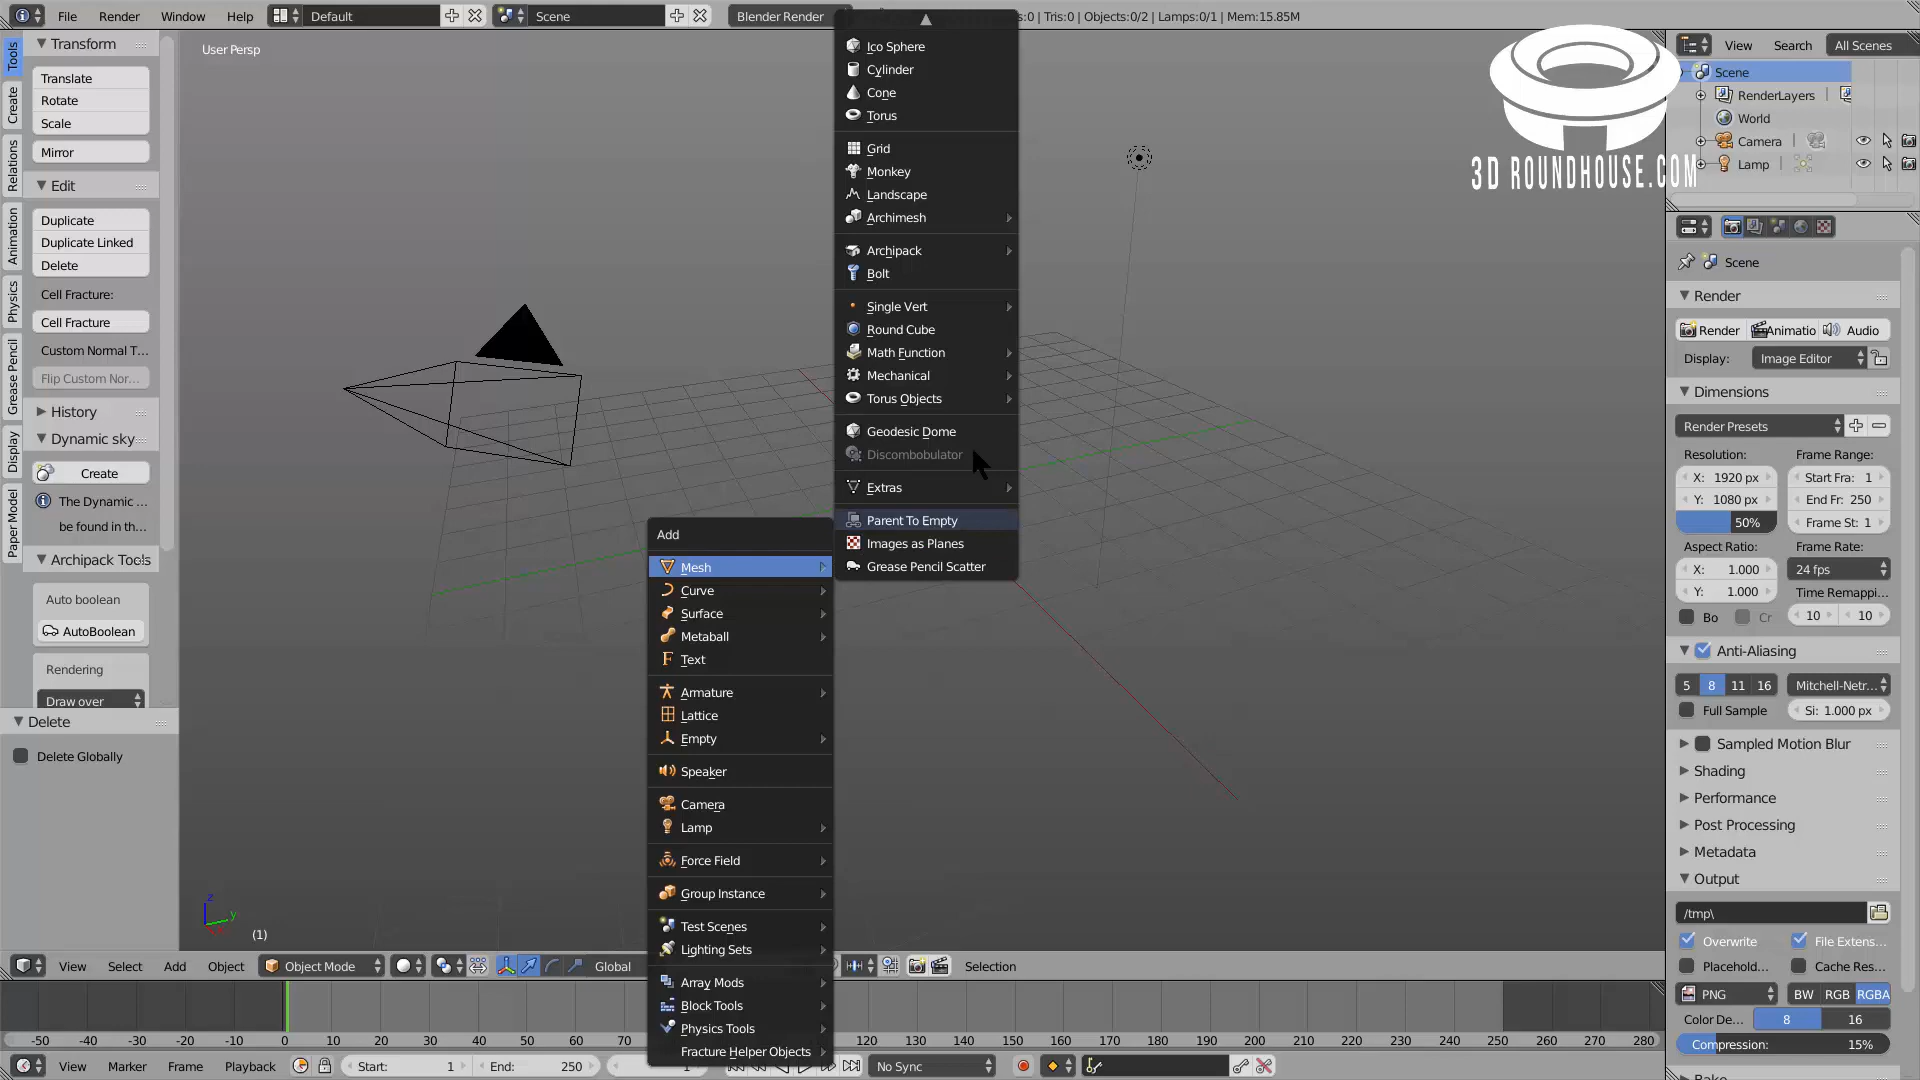 File
Render
Window
Help
Default
Scene
Blender Render
s:0 | Tris:0 | Objects:0/2 | Lamps:0/1 | Mem:15.85M
Tools
Create
Relations
Animation
Physics
Grease Pencil
Display
Paper Model
Transform
Translate
Rotate
Scale
Mirror
Edit
Duplicate
Duplicate Linked
Delete
Cell Fracture:
Cell Fracture
Custom Normal T...
Flip Custom Nor...
History
Dynamic sky
Create
The Dynamic ...
be found in th...
Archipack Tools
Auto boolean
AutoBoolean
Rendering
Draw over
Delete
Delete Globally
User Persp
(1)
z
y
Ico Sphere
Cylinder
Cone
Torus
Grid
Monkey
Landscape
Archimesh
Archipack
Bolt
Single Vert
Round Cube
Math Function
Mechanical
Torus Objects
Geodesic Dome
Discombobulator
Extras
Parent To Empty
Images as Planes
Grease Pencil Scatter
Add
Mesh
Curve
Surface
Metaball
Text
Armature
Lattice
Empty
Speaker
Camera
Lamp
Force Field
Group Instance
Test Scenes
Lighting Sets
Array Mods
Block Tools
Physics Tools
Fracture Helper Objects
3D ROUNDHOUSE.COM
View
Search
All Scenes
Scene
RenderLayers
World
Camera
Lamp
Scene
Render
Render
Animatio
Audio
Display:
Image Editor
Dimensions
Render Presets
Resolution:
Frame Range:
X: 1920 px
Start Fra: 1
Y: 1080 px
End Fr: 250
50%
Frame St: 1
Aspect Ratio:
Frame Rate:
X: 1.000
24 fps
Y: 1.000
Time Remappi...
Bo
Cr
10
10
Anti-Aliasing
5
8
11
16
Mitchell-Netr...
Full Sample
Si: 1.000 px
Sampled Motion Blur
Shading
Performance
Post Processing
Metadata
Output
/tmp\
Overwrite
File Extens...
Placehold...
Cache Res...
PNG
BW
RGB
RGBA
Color De...
8
16
Compression:
15%
View
Select
Add
Object
Object Mode
Global
Selection
-50 -40 -30 -20 -10 0 10 20 30 40 50 60 70 120 130 140 150 160 170 180 190 200 210 220 230 240 250 260 270 280
View
Marker
Frame
Playback
Start: 1
End: 250
1
No Sync